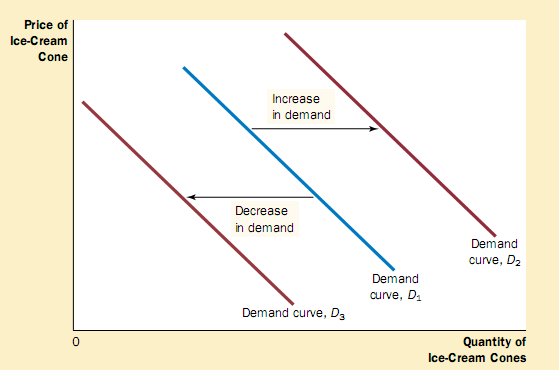 Price of
Ice-Cream
Cone
Increase
in demand
Decrease
in demand
Demand
curve, D₂
Demand
curve, D₁
Demand curve, D₃
0
Quantity of
Ice-Cream Cones